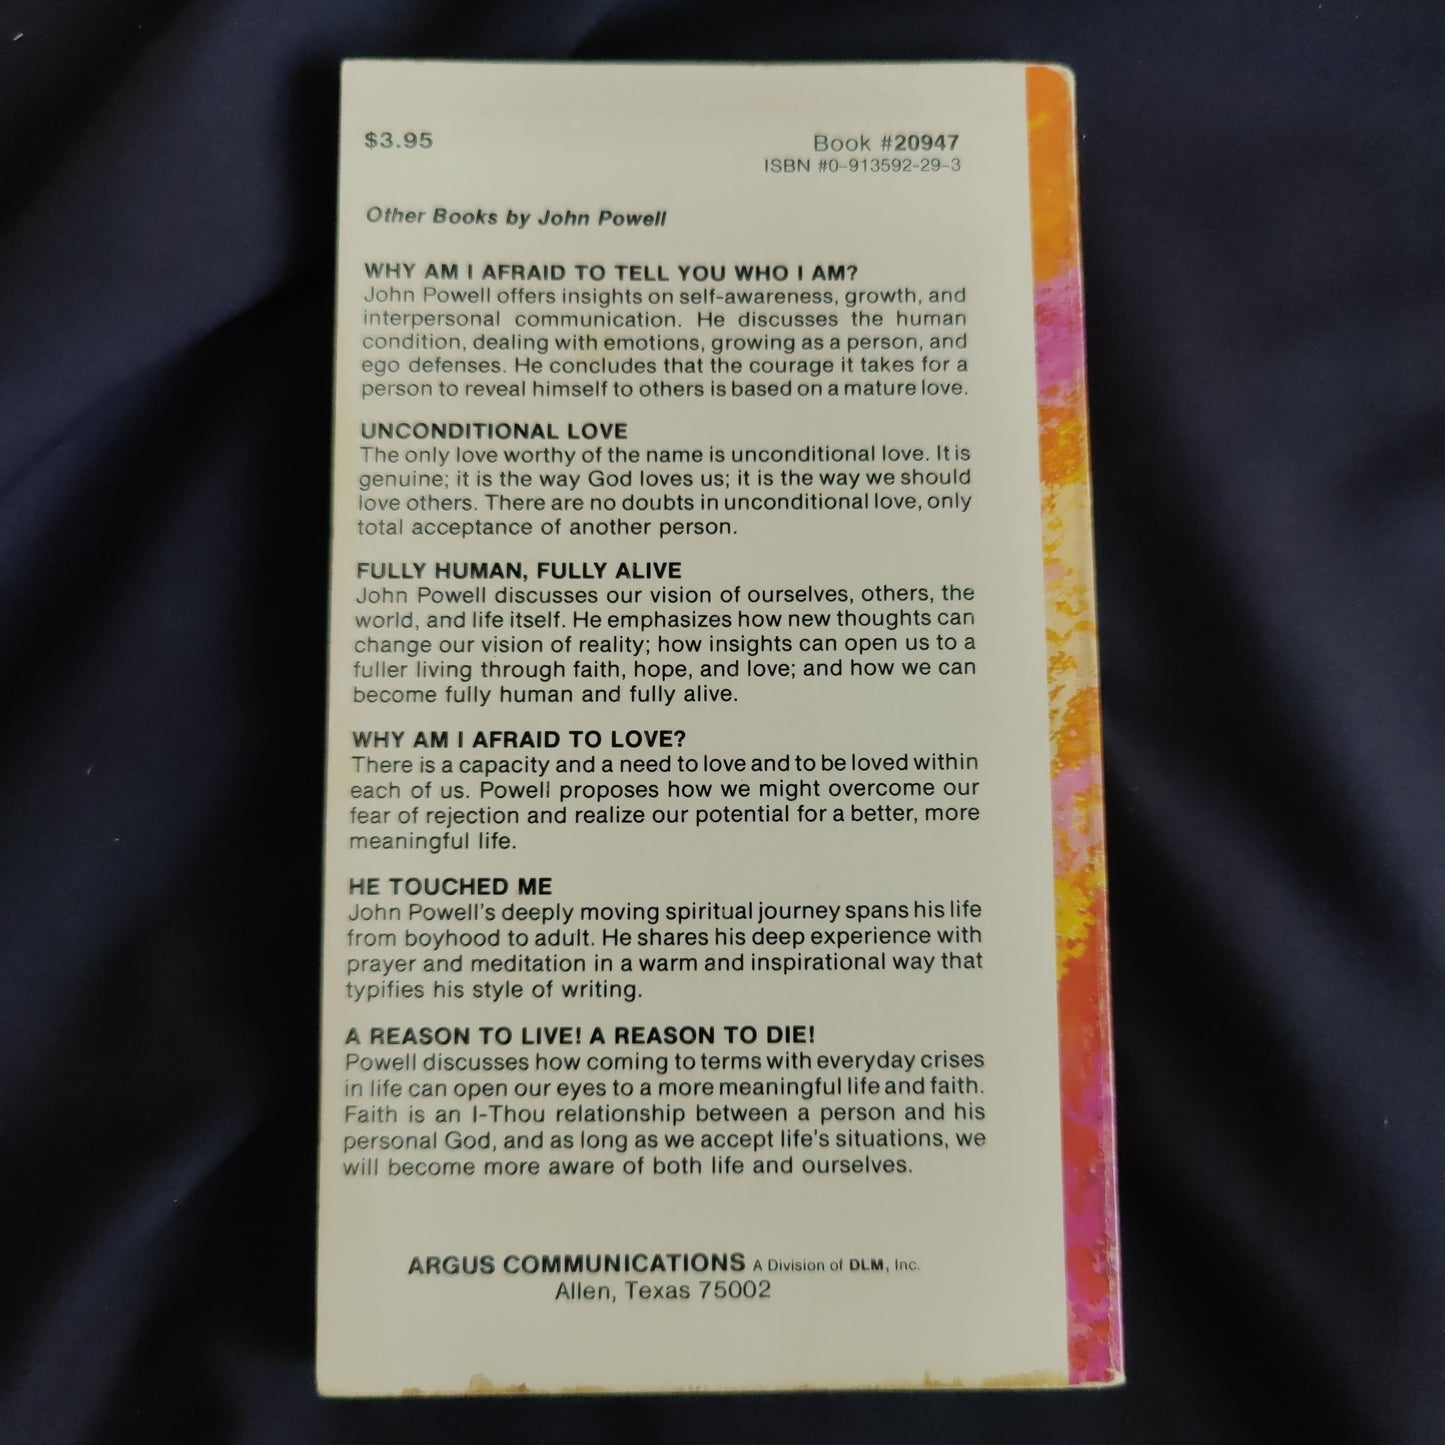 $3.95
Book #20947
ISBN #0-913592-29-3
Other Books by John Powell
WHY AM I AFRAID TO TELL YOU WHO I AM?
John Powell offers insights on self-awareness, growth, and
interpersonal communication. He discusses the human
condition, dealing with emotions, growing as a person, and
ego defenses. He concludes that the courage it takes for a
person to reveal himself to others is based on a mature love.
UNCONDITIONAL LOVE
The only love worthy of the name is unconditional love. It is
genuine; it is the way God loves us; it is the way we should
love others. There are no doubts in unconditional love, only
total acceptance of another person.
FULLY HUMAN, FULLY ALIVE
John Powell discusses our vision of ourselves, others, the
world, and life itself. He emphasizes how new thoughts can
change our vision of reality; how insights can open us to a
fuller living through faith, hope, and love; and how we can
become fully human and fully alive.
WHY AM I AFRAID TO LOVE?
There is a capacity and a need to love and to be loved within
each of us. Powell proposes how we might overcome our
fear of rejection and realize our potential for a better, more
meaningful life.
HE TOUCHED ME
John Powell's deeply moving spiritual journey spans his life
from boyhood to adult. He shares his deep experience with
prayer and meditation in a warm and inspirational way that
typifies his style of writing.
A REASON TO LIVE! A REASON TO DIE!
Powell discusses how coming to terms with everyday crises
in life can open our eyes to a more meaningful life and faith.
Faith is an I-Thou relationship between a person and his
personal God, and as long as we accept life's situations, we
will become more aware of both life and ourselves.
ARGUS COMMUNICATIONS A Division of DLM, Inc.
Allen, Texas 75002